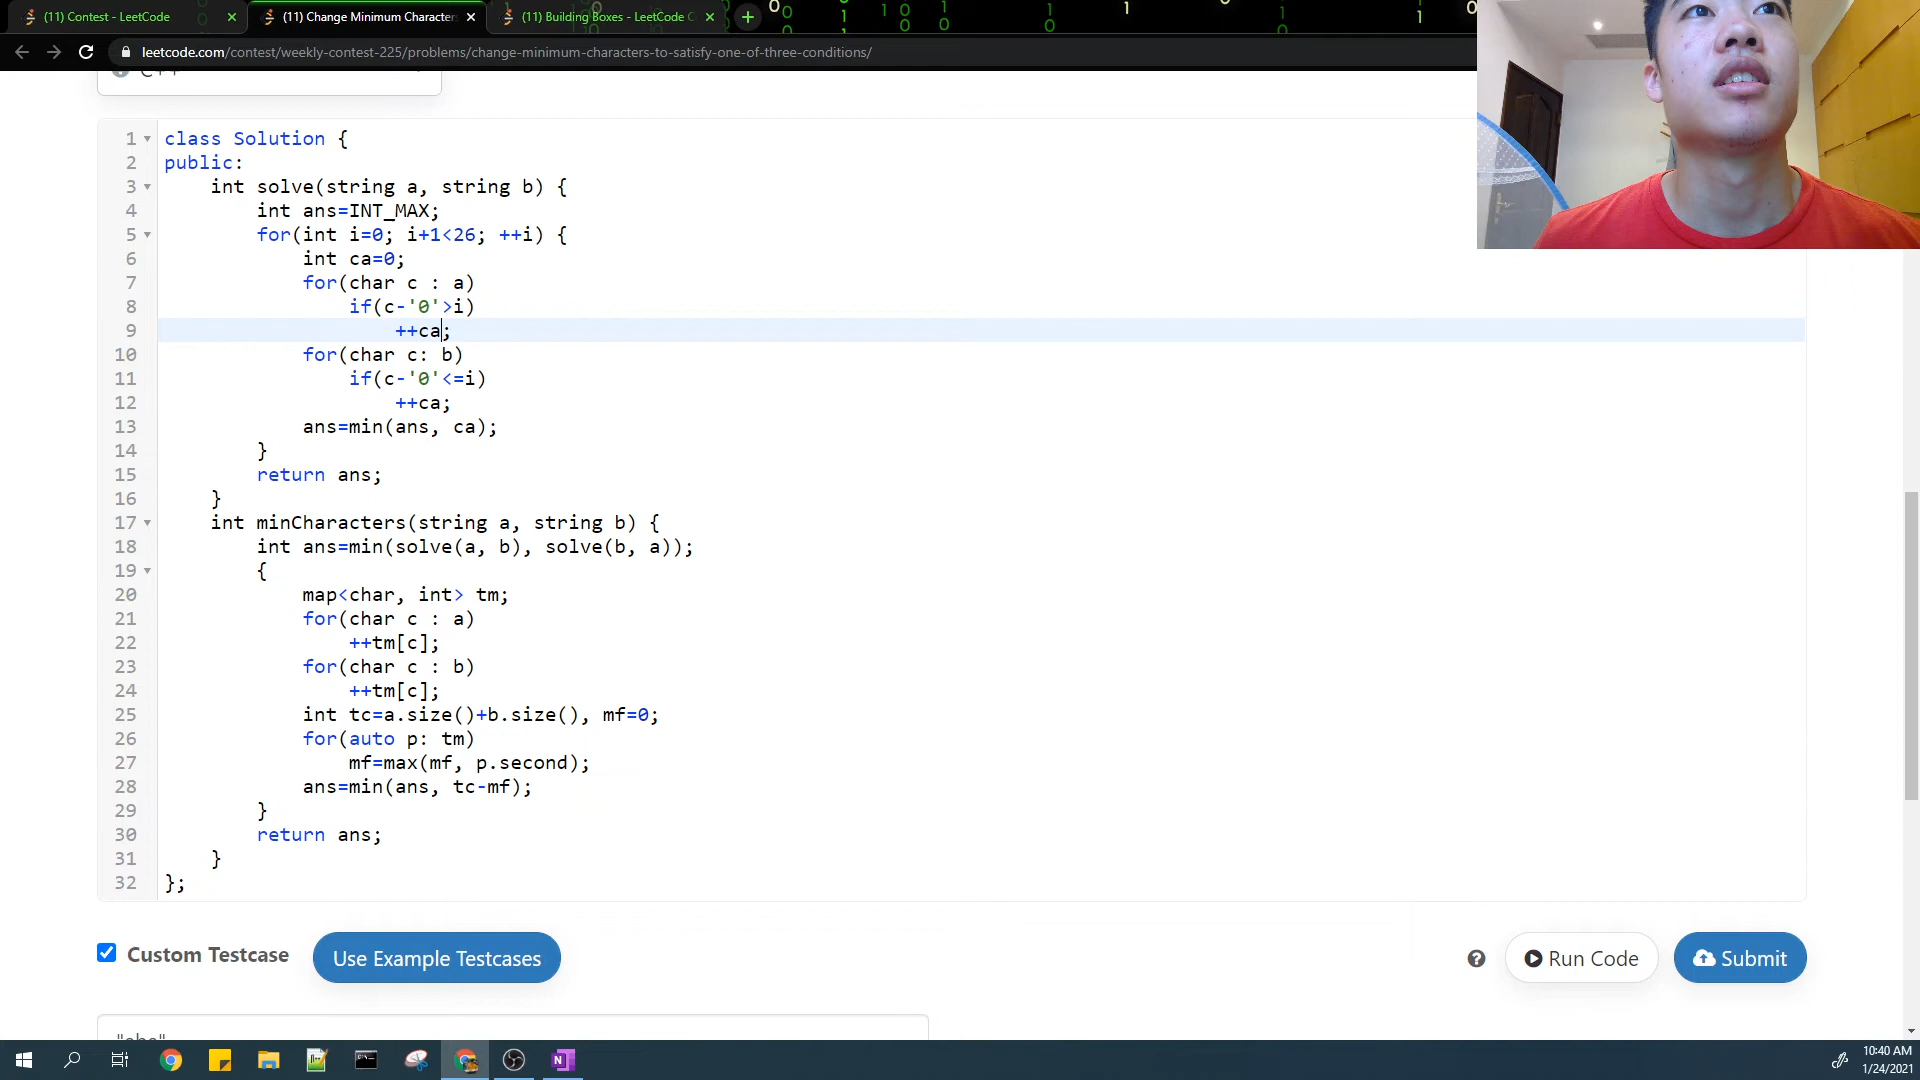 (11) Contest - LeetCode
(11) Change Minimum Character
(11) Building Boxes - LeetCode C
leetcode.com/contest/weekly-contest-225/problems/change-minimum-characters-to-satisfy-one-of-three-conditions/
C++
1 class Solution {
2 public:
3 int solve(string a, string b) {
4 int ans=INT_MAX;
5 for(int i=0; i+1<26; ++i) {
6 int ca=0;
7 for(char c : a)
8 if(c-'0'>i)
9 ++ca;
10 for(char c: b)
11 if(c-'0'<=i)
12 ++ca;
13 ans=min(ans, ca);
14 }
15 return ans;
16 }
17 int minCharacters(string a, string b) {
18 int ans=min(solve(a, b), solve(b, a));
19 {
20 map<char, int> tm;
21 for(char c : a)
22 ++tm[c];
23 for(char c : b)
24 ++tm[c];
25 int tc=a.size()+b.size(), mf=0;
26 for(auto p: tm)
27 mf=max(mf, p.second);
28 ans=min(ans, tc-mf);
29 }
30 return ans;
31 }
32 };
Custom Testcase
Use Example Testcases
Run Code
Submit
"aba"
10:40 AM
1/24/2021